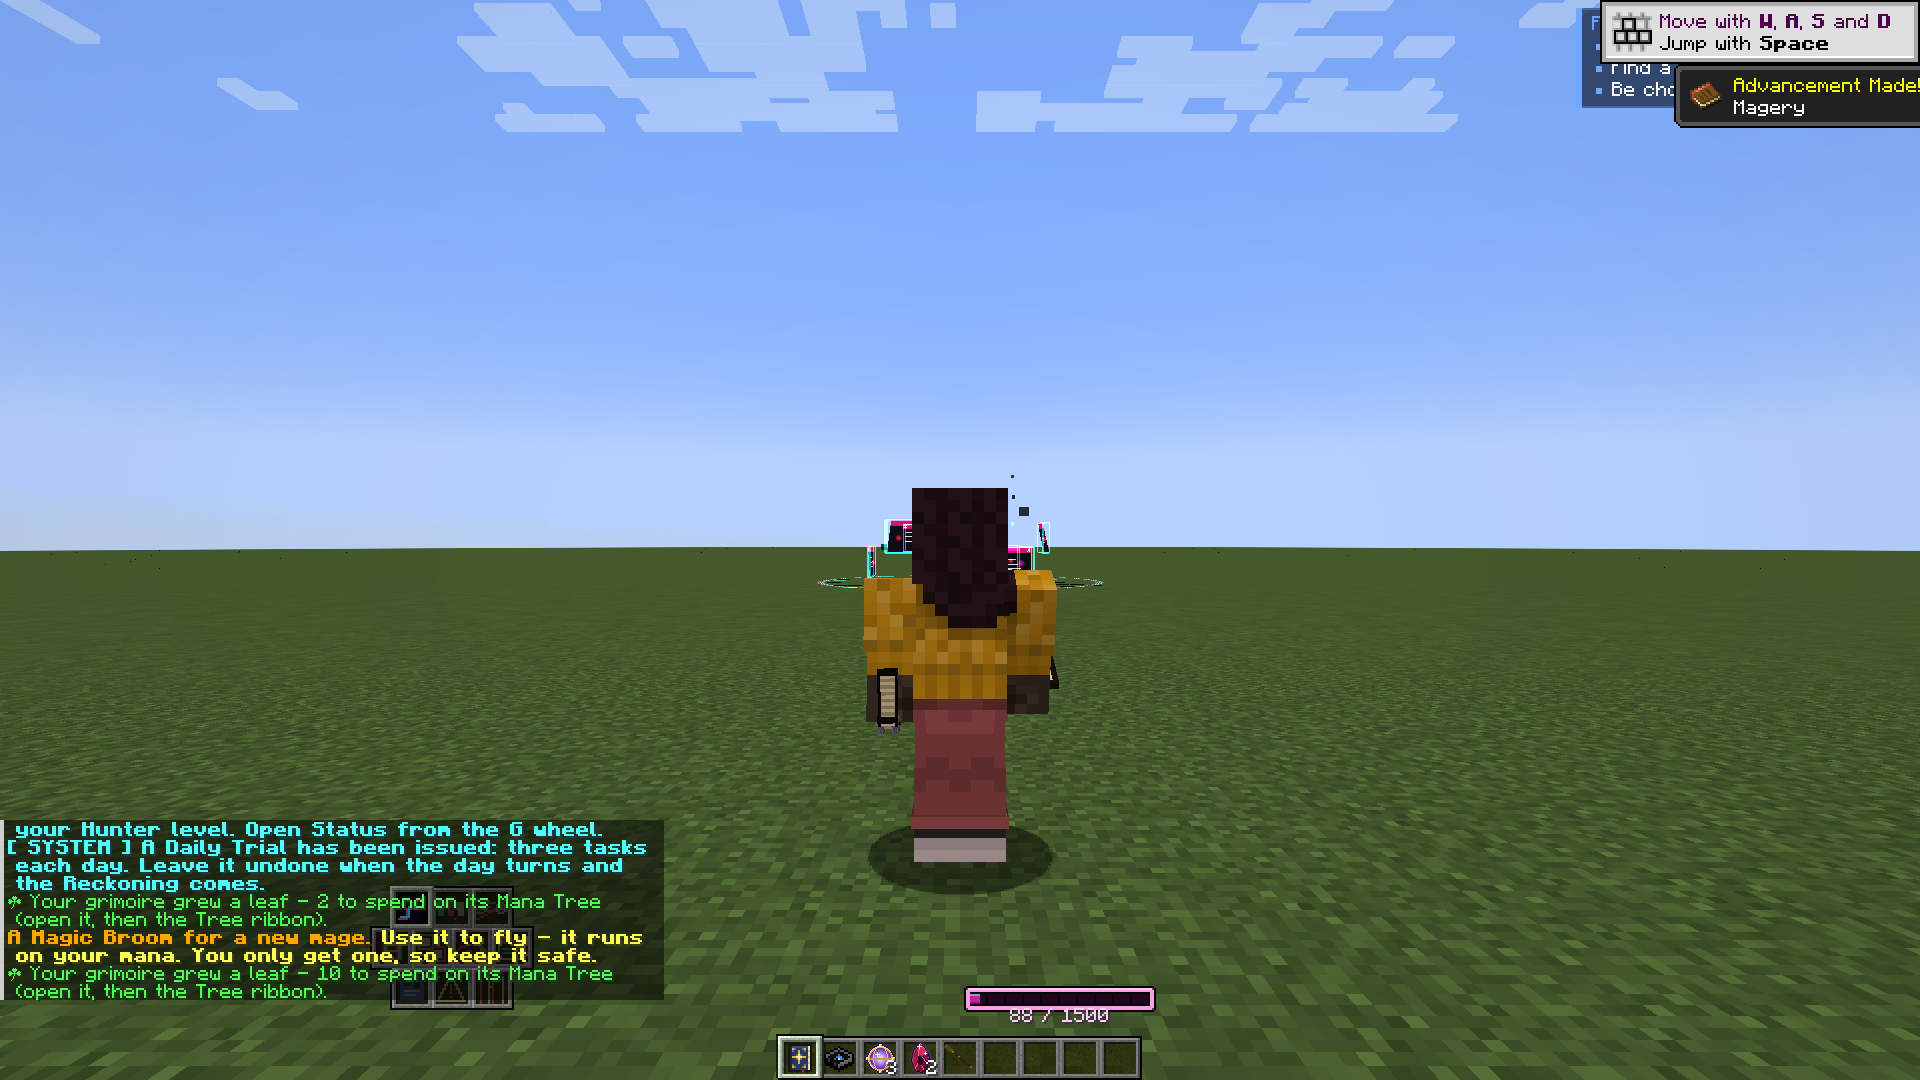 Move with W, A, S and D
Jump with Space
F
Find a
Be cho
Advancement Made!
Magery
your Hunter level. Open Status from the G wheel.
[ SYSTEM ] A Daily Trial has been issued: three tasks
each day. Leave it undone when the day turns and
the Reckoning comes.
Your grimoire grew a leaf - 2 to spend on its Mana Tree
(open it, then the Tree ribbon).
A Magic Broom for a new mage. Use it to fly - it runs
on your mana. You only get one, so keep it safe.
Your grimoire grew a leaf - 10 to spend on its Mana Tree
(open it, then the Tree ribbon).
88 / 1500
3
2